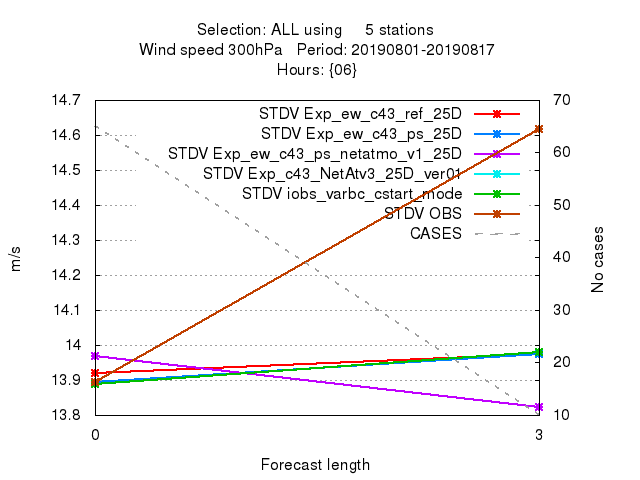 Selection: ALL using 5 stations
Wind speed 300hPa Period: 20190801-20190817
Hours: {06}
14.7
14.6
14.5
14.4
14.3
14.2
14.1
14
13.9
13.8
m/s
STDV Exp_ew_c43_ref_25D
STDV Exp_ew_c43_ps_25D
STDV Exp_ew_c43_ps_netatmo_v1_25D
STDV Exp_c43_NetAtv3_25D_ver01
STDV iobs_varbc_cstart_mode
STDV OBS
CASES
70
60
50
40
30
20
10
No cases
0
3
Forecast length